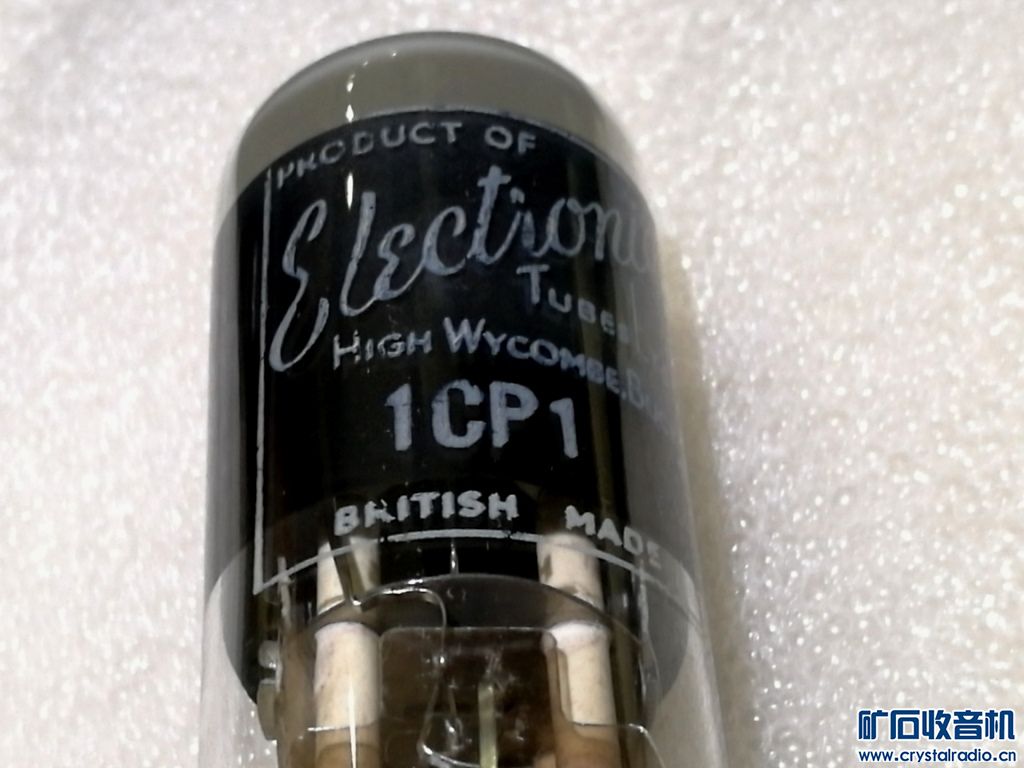 PRODUCT OF
Electroni
TUBES
HIGH WYCOMBE,
1CP1
BRITISH MADE
矿石收音机
www.crystalradio.cn